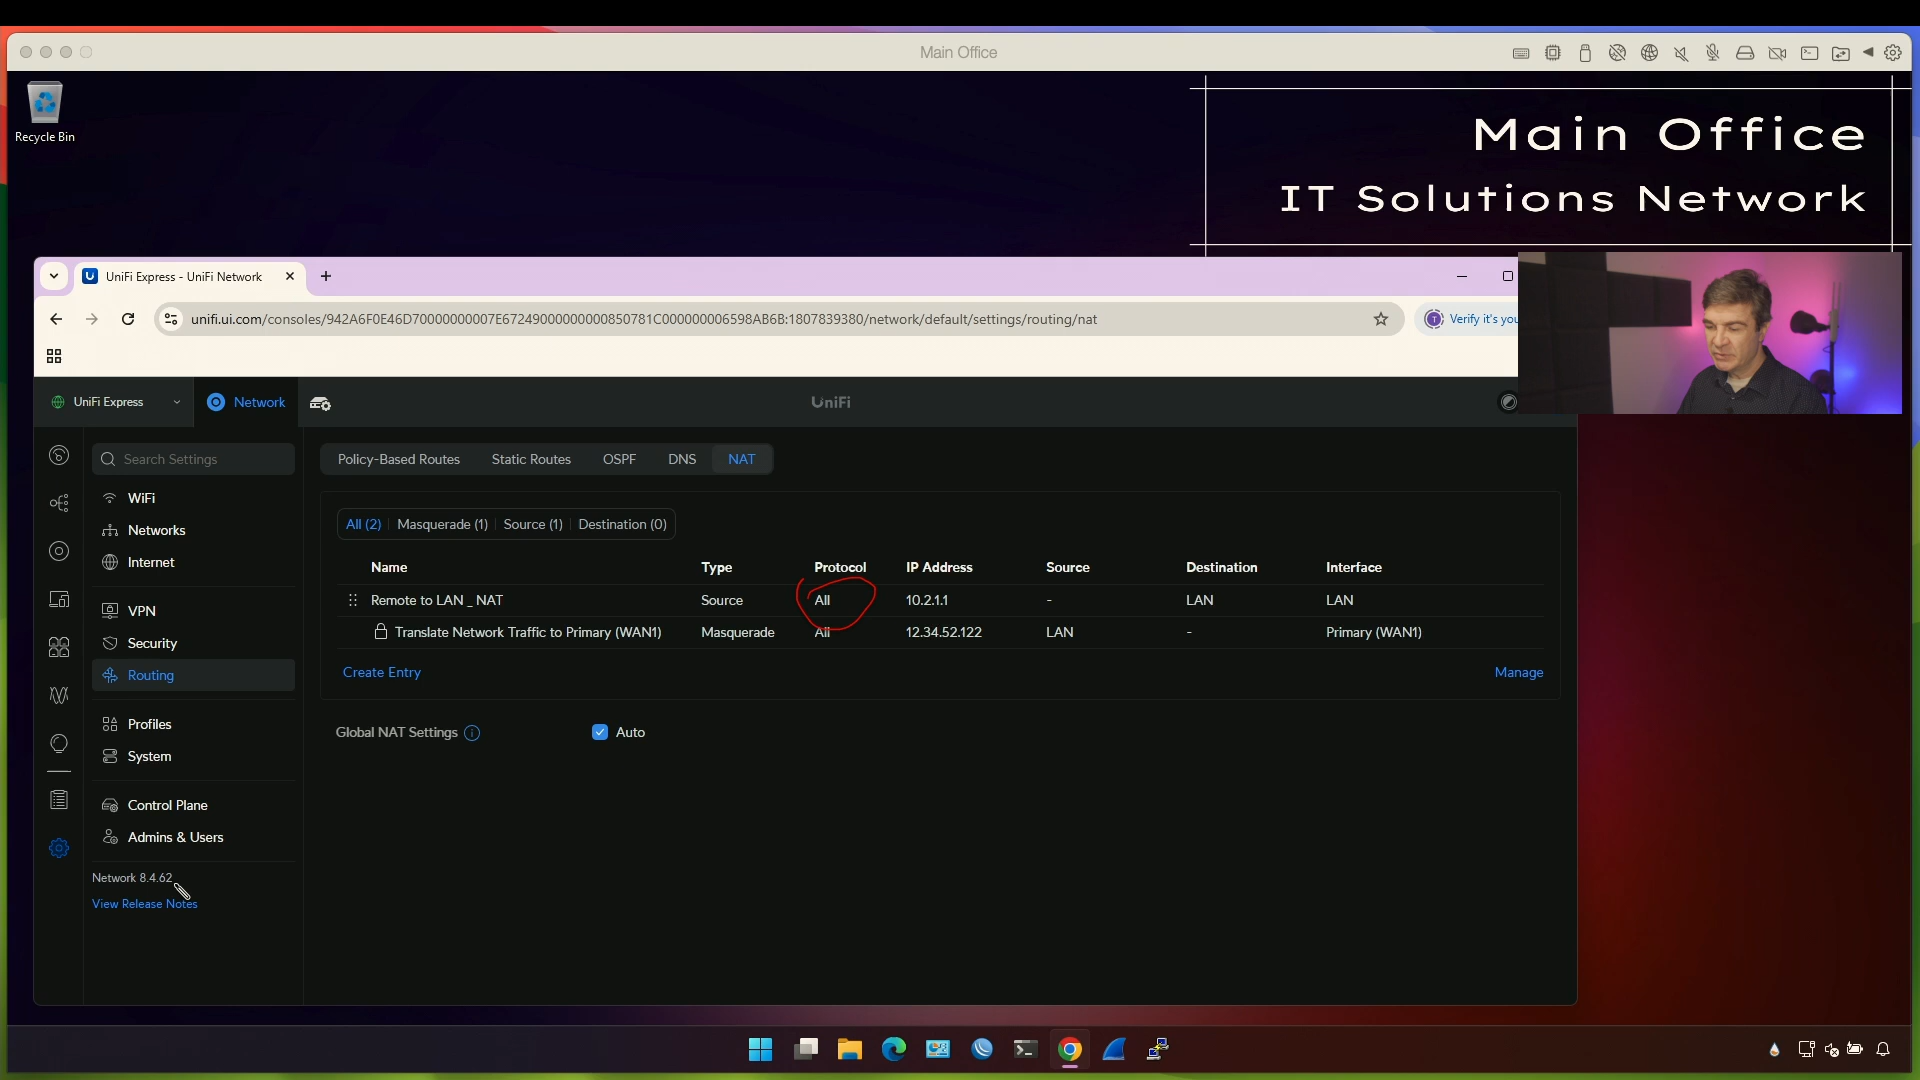 Main Office
Recycle Bin
Main Office
IT Solutions Network
UniFi Express - UniFi Network
unifi.ui.com/consoles/942A6F0E46D70000000007E67249000000000850781C000000006598AB6B:1807839380/network/default/settings/routing/nat
Verify it's you
UniFi Express
Network
UniFi
Search Settings
WiFi
Networks
Internet
VPN
Security
Routing
Profiles
System
Control Plane
Admins & Users
Network 8.4.62
View Release Notes
Policy-Based Routes Static Routes OSPF DNS NAT
All (2) Masquerade (1) Source (1) Destination (0)
Name Type Protocol IP Address Source Destination Interface
Remote to LAN _ NAT Source All 10.2.1.1 - LAN LAN
Translate Network Traffic to Primary (WAN1) Masquerade All 12.34.52.122 LAN - Primary (WAN1)
Create Entry Manage
Global NAT Settings Auto